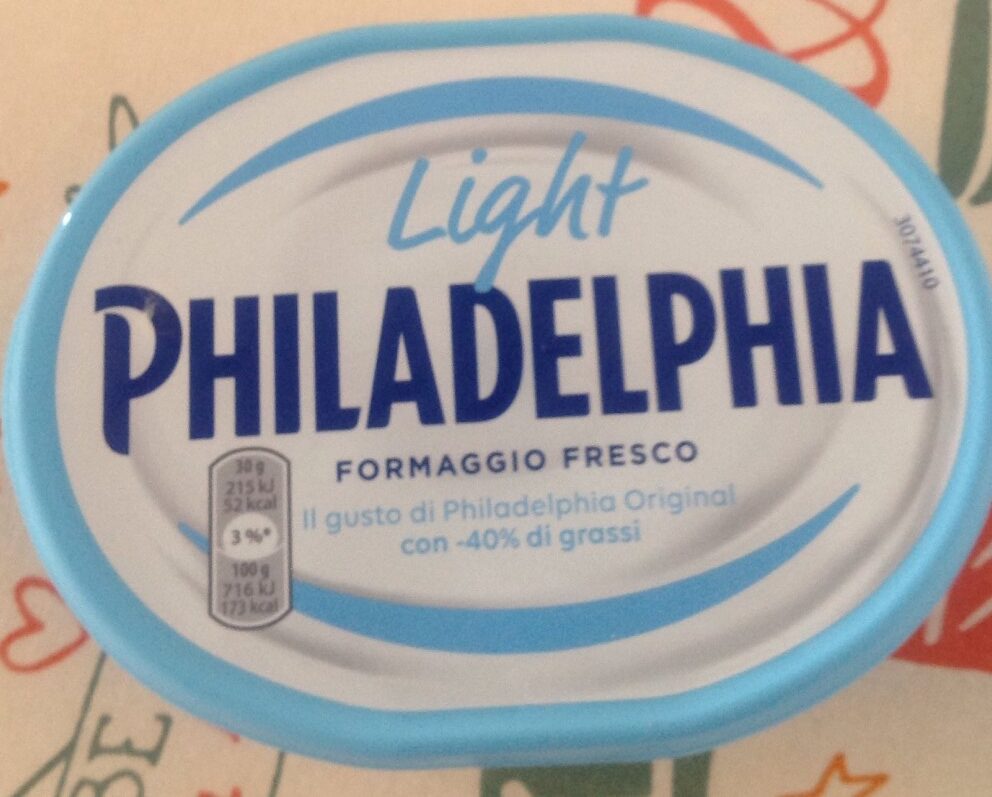 Light
PHILADELPHIA
3074410
FORMAGGIO FRESCO
Il gusto di Philadelphia Original
con -40% di grassi
30 g
215 kJ
52 kcal
3 %*
100 g
716 kJ
173 kcal
BE